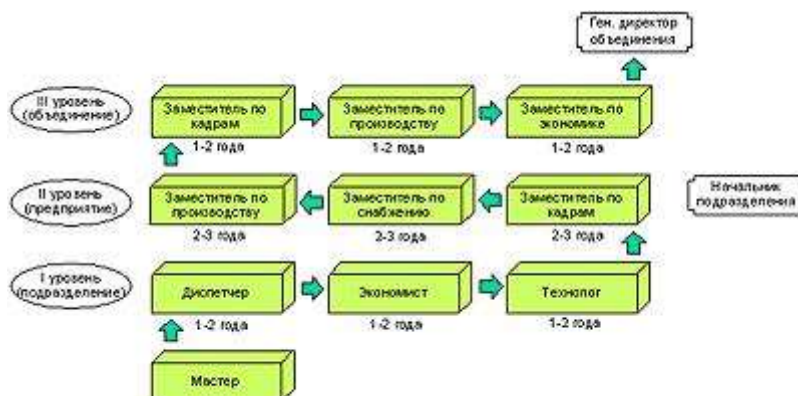 Ген. директор
объединения
III уровень
(объединение)
Заместитель по
кадрам
Заместитель по
производству
Заместитель по
экономике
1-2 года
1-2 года
1-2 года
II уровень
(предприятие)
Заместитель по
производству
Заместитель по
снабжению
Заместитель по
кадрам
Начальник
подразделения
2-3 года
2-3 года
2-3 года
I уровень
(подразделение)
Диспетчер
Экономист
Технолог
1-2 года
1-2 года
1-2 года
Мастер